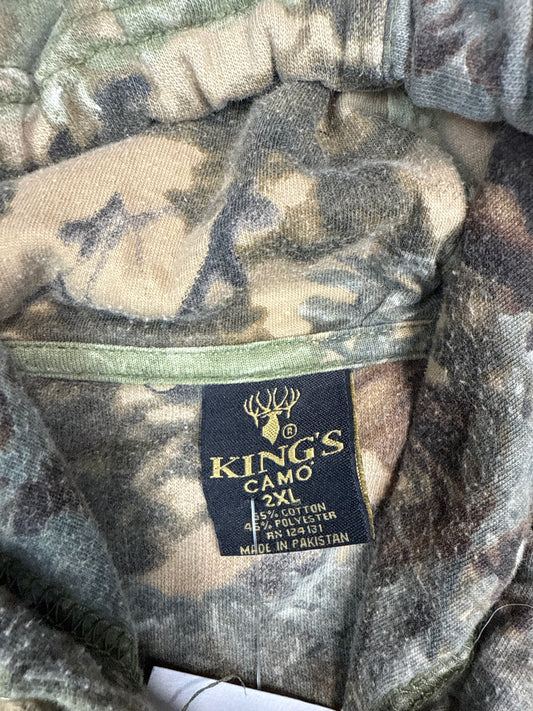 ®
KING'S
CAMO
2XL
55% COTTON
45% POLYESTER
RN 124131
MADE IN PAKISTAN